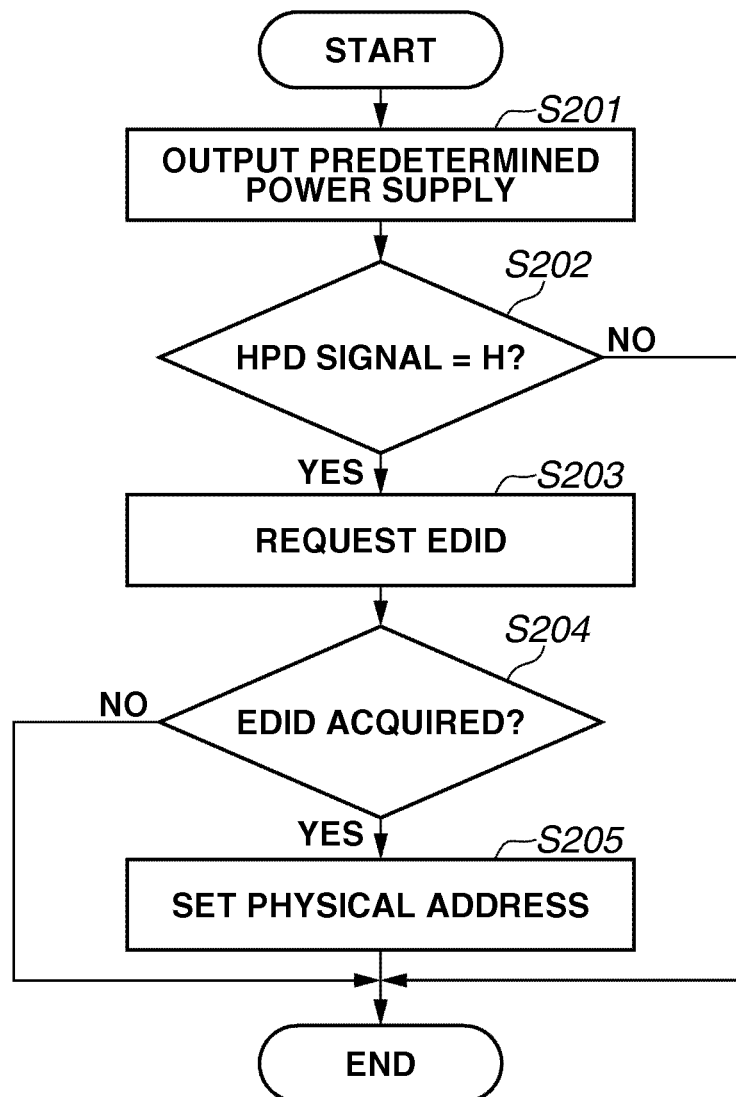 START
S201
OUTPUT PREDETERMINED
POWER SUPPLY
S202
HPD SIGNAL = H?
NO
YES
S203
REQUEST EDID
S204
NO
EDID ACQUIRED?
YES
S205
SET PHYSICAL ADDRESS
END